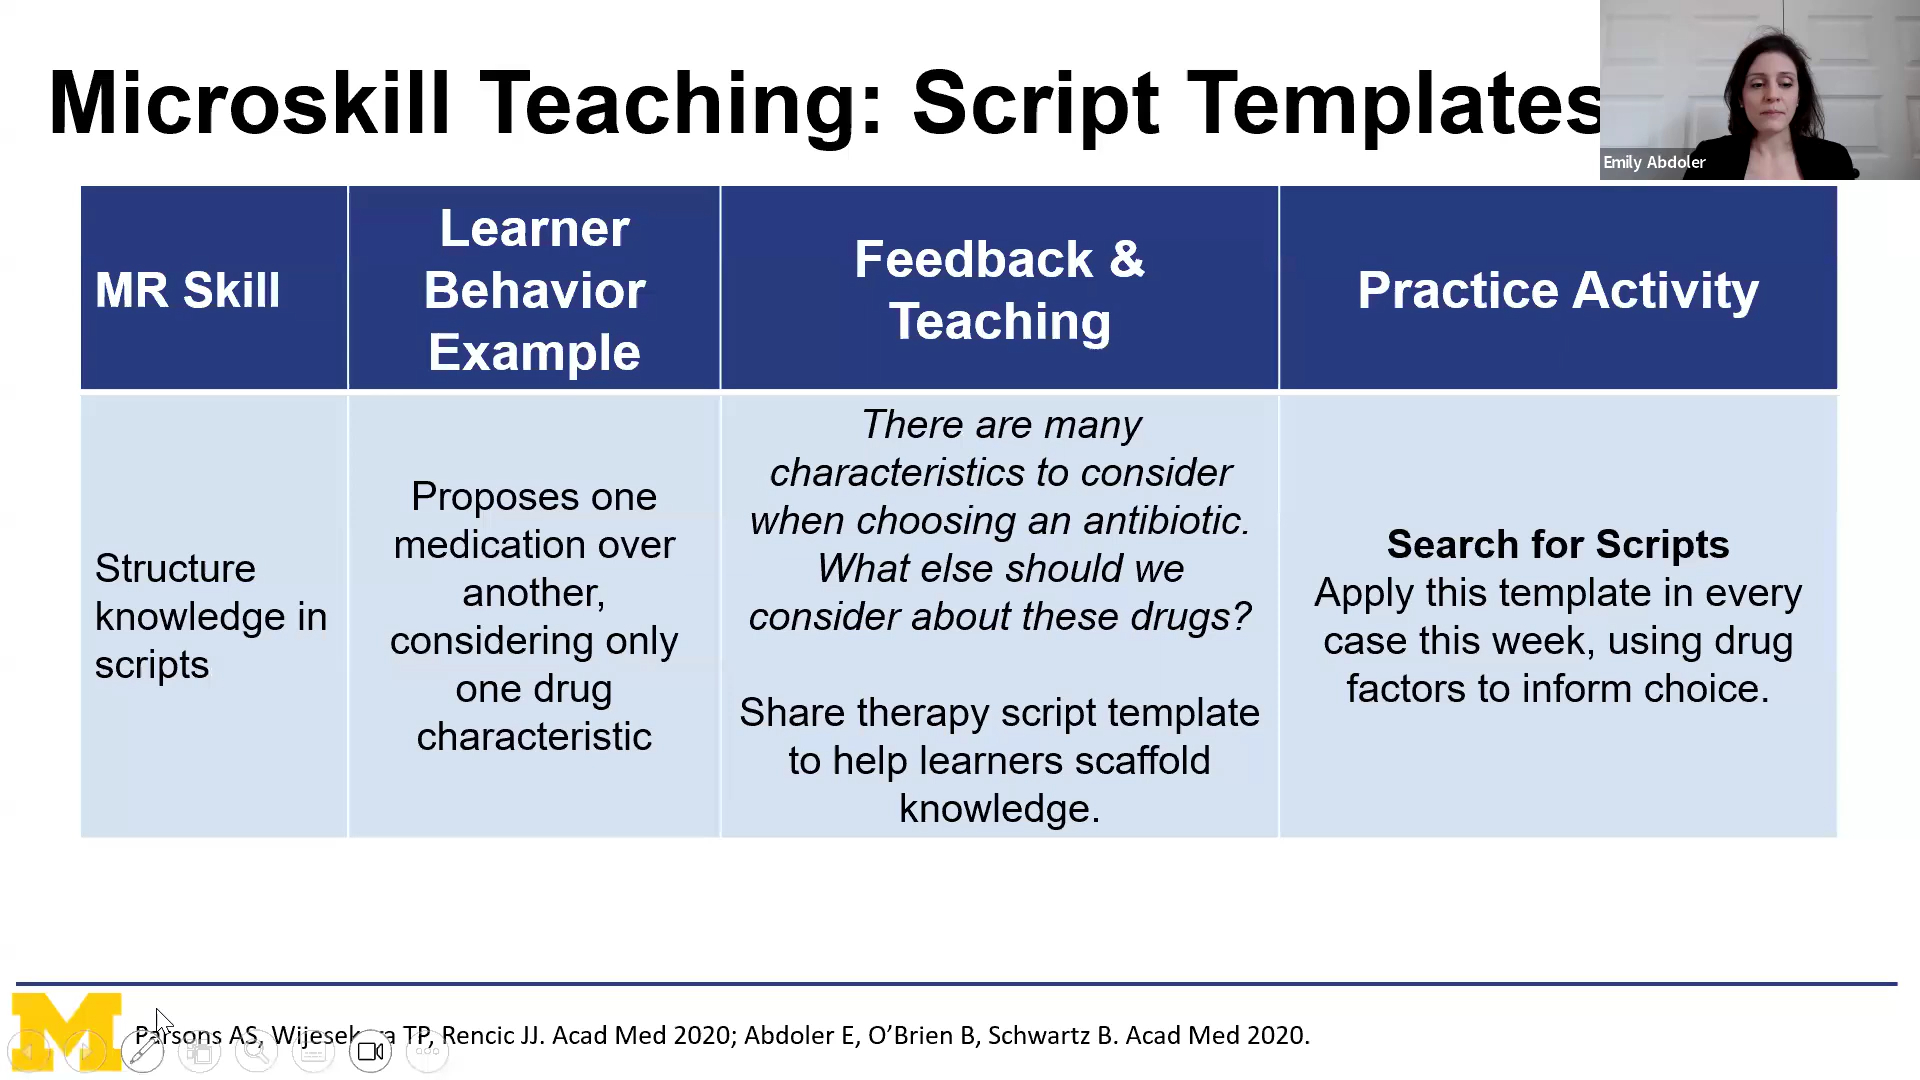 Microskill Teaching: Script Templates
Emily Abdoler
MR Skill
Learner
Behavior
Example
Feedback &
Teaching
Practice Activity
Structure
knowledge in
scripts
Proposes one
medication over
another,
considering only
one drug
characteristic
There are many
characteristics to consider
when choosing an antibiotic.
What else should we
consider about these drugs?
Share therapy script template
to help learners scaffold
knowledge.
Search for Scripts
Apply this template in every
case this week, using drug
factors to inform choice.
M
Parsons AS, Wijesekera TP, Rencic JJ. Acad Med 2020; Abdoler E, O’Brien B, Schwartz B. Acad Med 2020.